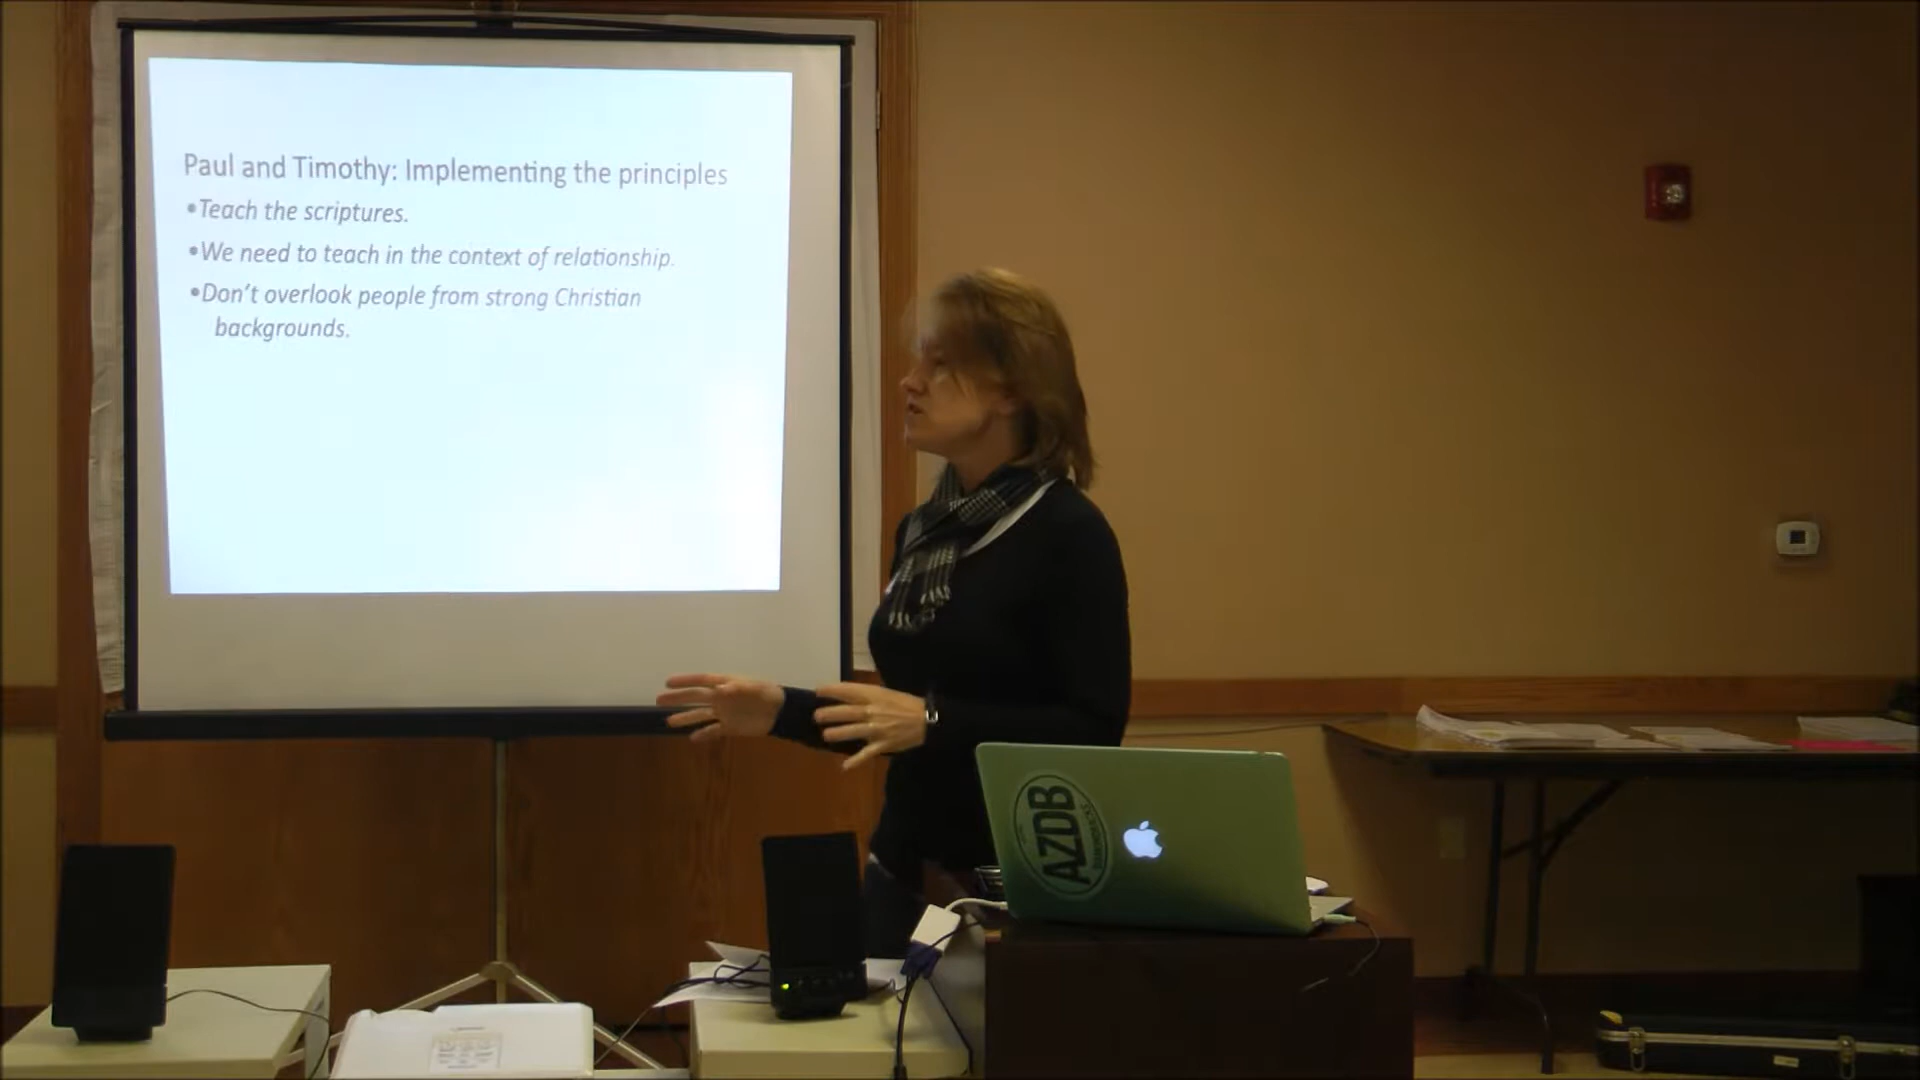 Paul and Timothy: Implementing the principles
•Teach the scriptures.
•We need to teach in the context of relationship.
•Don't overlook people from strong Christian
backgrounds.
AZDB